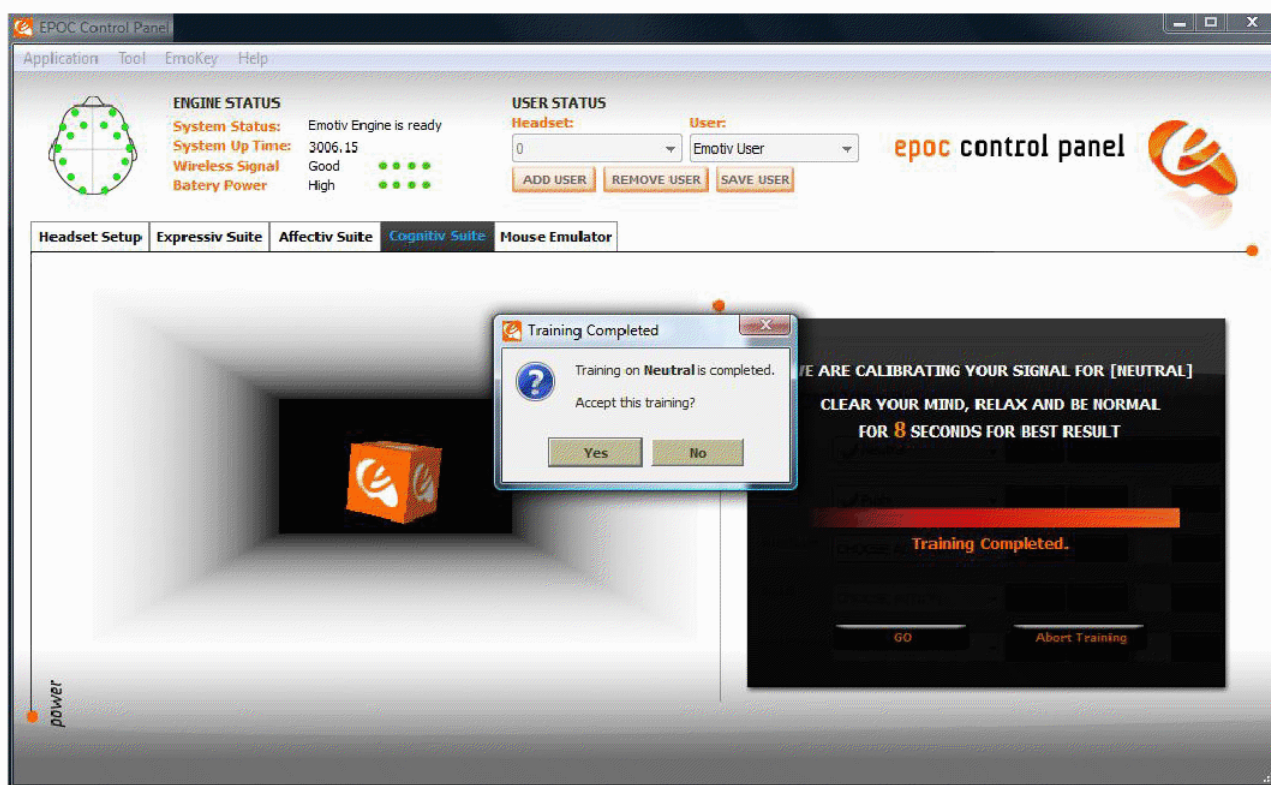 EPOC Control Panel
Application Tool EmoKey Help
ENGINE STATUS
System Status: Emotiv Engine is ready
System Up Time: 3006.15
Wireless Signal Good
Batery Power High
USER STATUS
Headset: User:
0 Emotiv User
ADD USER REMOVE USER SAVE USER
epoc control panel
Headset Setup Expressiv Suite Affectiv Suite Cognitiv Suite Mouse Emulator
Training Completed
Training on Neutral is completed.
Accept this training?
Yes No
E ARE CALIBRATING YOUR SIGNAL FOR [NEUTRAL]
CLEAR YOUR MIND, RELAX AND BE NORMAL
FOR 8 SECONDS FOR BEST RESULT
Training Completed.
GO Abort Training
power